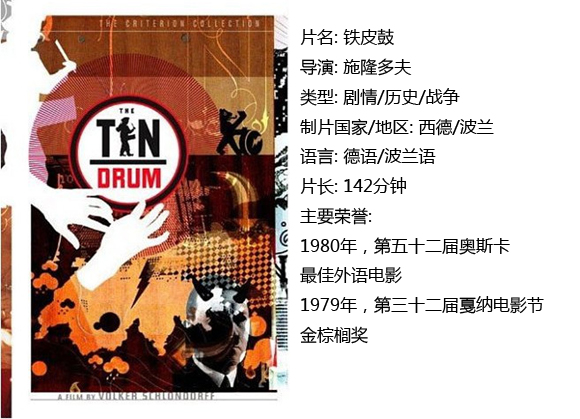 THE CRITERION COLLECTION
THE
TIN
DRUM
A FILM BY VOLKER SCHLONDORFF
片名: 铁皮鼓
导演: 施隆多夫
类型: 剧情/历史/战争
制片国家/地区: 西德/波兰
语言: 德语/波兰语
片长: 142分钟
主要荣誉:
1980年，第五十二届奥斯卡
最佳外语电影
1979年，第三十二届戛纳电影节
金棕榈奖